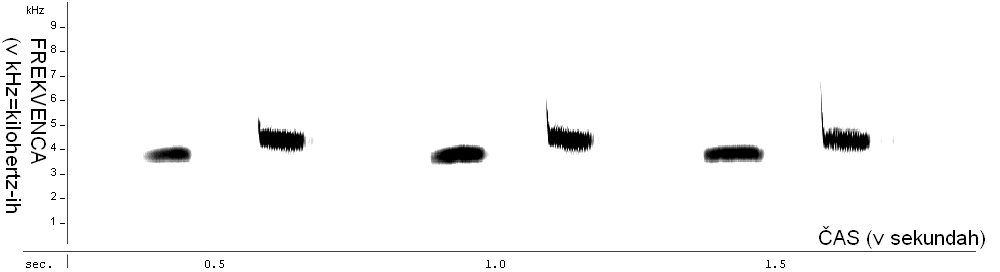 kHz
9
8
7
6
5
4
3
2
1
FREKVENCA
(v kHz=kilohertz-ih
ČAS (v sekundah)
sec.
0.5
1.0
1.5